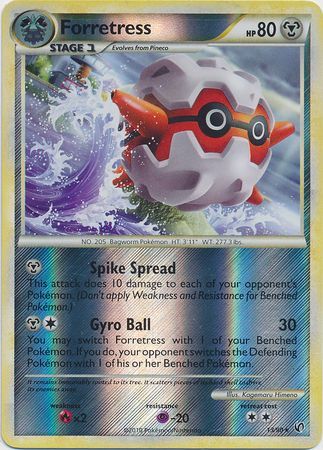 Forretress
HP 80
STAGE 1 Evolves from Pineco
NO. 205 Bagworm Pokémon HT: 3'11" WT: 277.3 lbs.
Spike Spread
This attack does 10 damage to each of your opponent's
Pokémon. (Don't apply Weakness and Resistance for Benched
Pokémon.)
Gyro Ball 30
You may switch Forretress with 1 of your Benched
Pokémon. If you do, your opponent switches the Defending
Pokémon with 1 of his or her Benched Pokémon.
It remains immovably rooted to its tree. It scatters pieces of its hard shell to drive
its enemies away.
Illus. Kagemaru Himeno
weakness resistance retreat cost
×2 -20
©2010 Pokémon/Nintendo